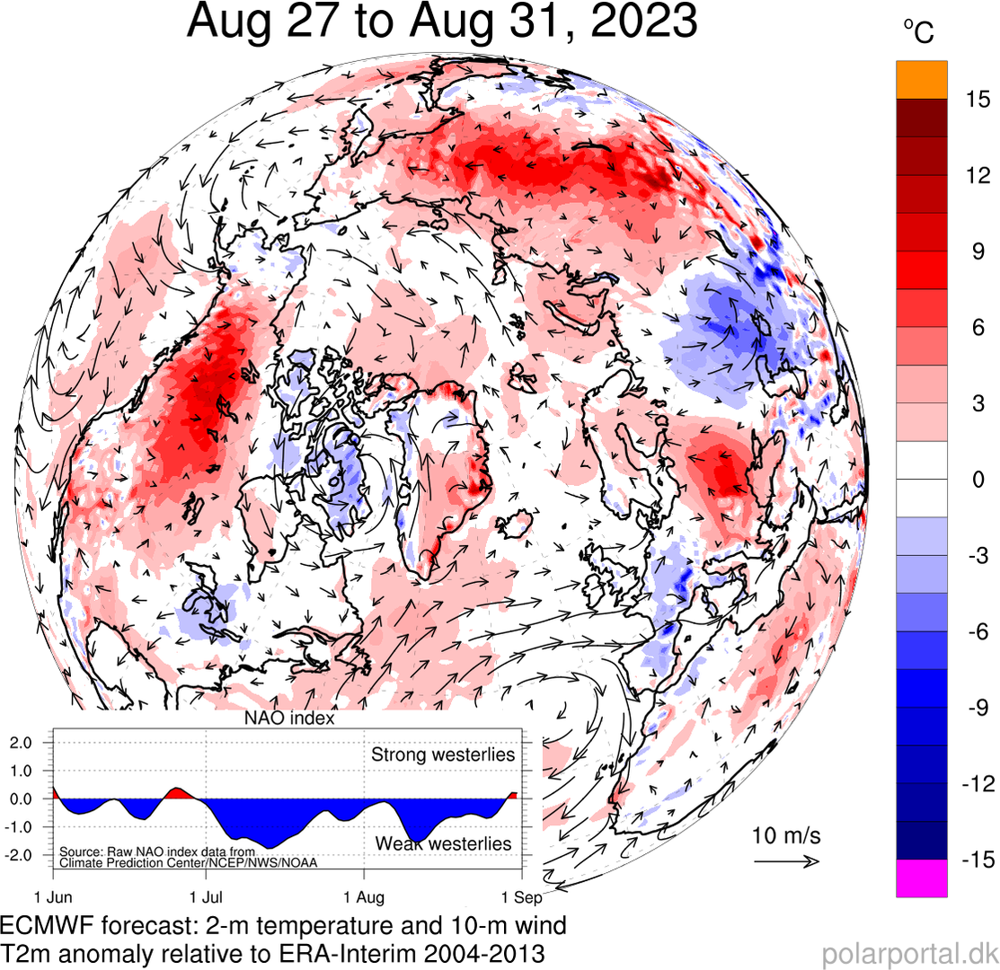 Aug 27 to Aug 31, 2023
°C
15
12
9
6
3
0
-3
-6
-9
-12
-15
NAO index
2.0
1.0
0.0
-1.0
-2.0
Strong westerlies
Weak westerlies
Source: Raw NAO index data from
Climate Prediction Center/NCEP/NWS/NOAA
1 Jun
1 Jul
1 Aug
1 Sep
10 m/s
ECMWF forecast: 2-m temperature and 10-m wind
T2m anomaly relative to ERA-Interim 2004-2013
polarportal.dk